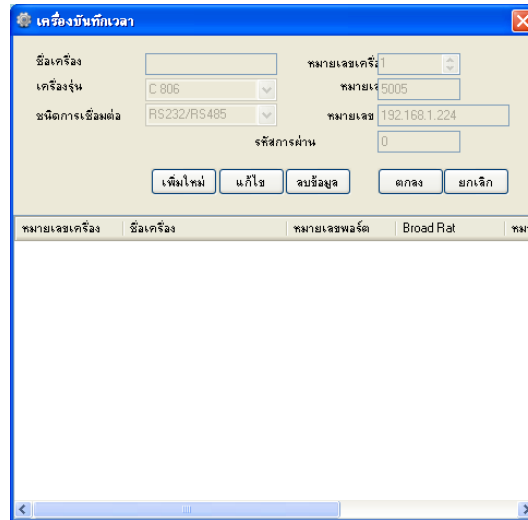 เครื่องบันทึกเวลา
ชื่อเครื่อง หมายเลขเครื่ 1
เครื่องรุ่น C 806 หมายเล 5005
ชนิดการเชื่อมต่อ RS232/RS485 หมายเลข 192.168.1.224
รหัสการผ่าน 0
เพิ่มใหม่ แก้ไข ลบข้อมูล ตกลง ยกเลิก
หมายเลขเครื่อง ชื่อเครื่อง หมายเลขพอร์ต Broad Rat หมา